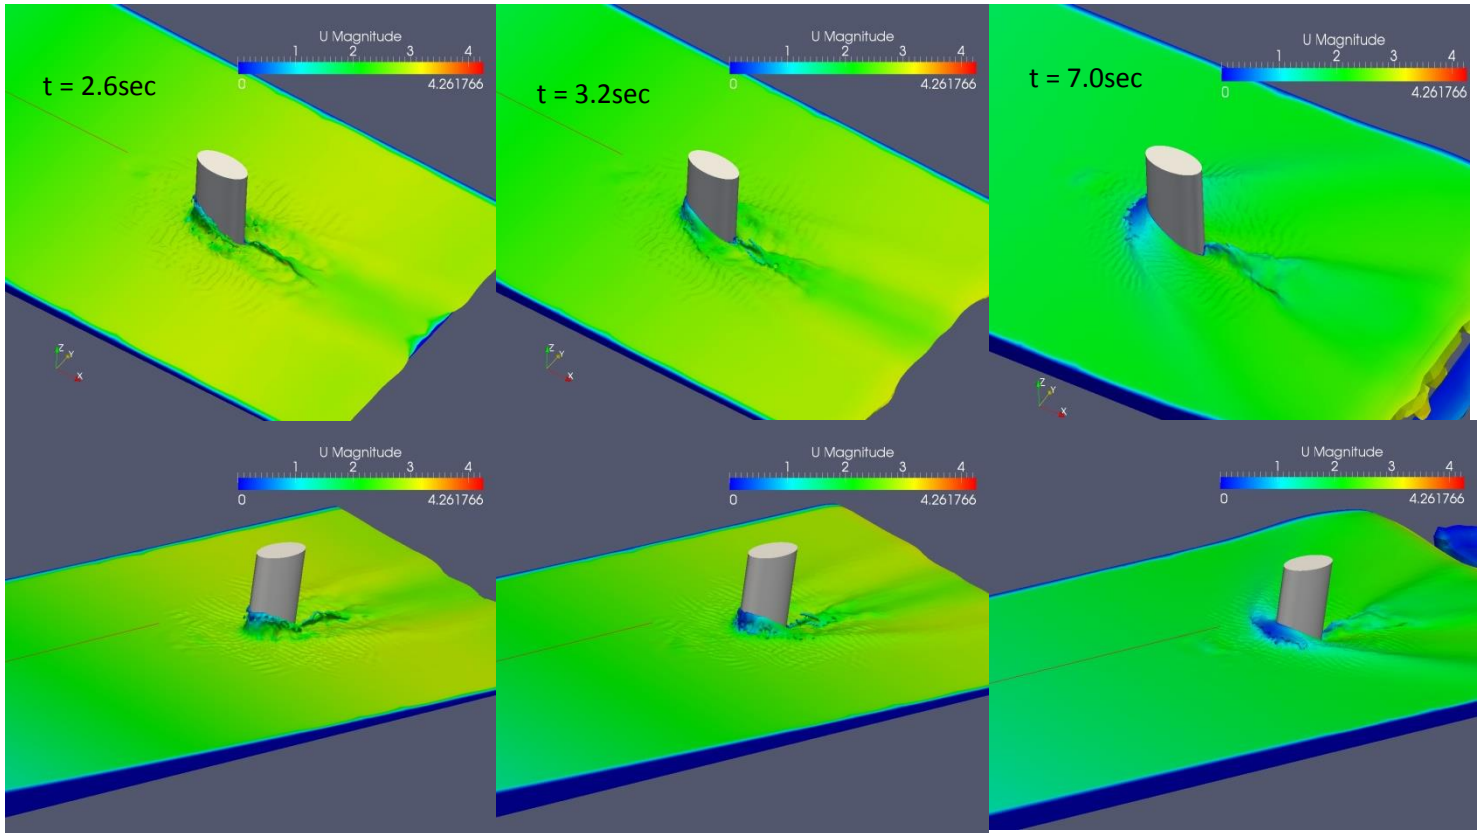 U Magnitude
1 2 3 4
0 4.261766
t = 2.6sec
Z Y X
U Magnitude
1 2 3 4
0 4.261766
t = 3.2sec
Z Y X
U Magnitude
1 2 3 4
0 4.261766
t = 7.0sec
Z Y X
U Magnitude
1 2 3 4
0 4.261766
U Magnitude
1 2 3 4
0 4.261766
U Magnitude
1 2 3 4
0 4.261766